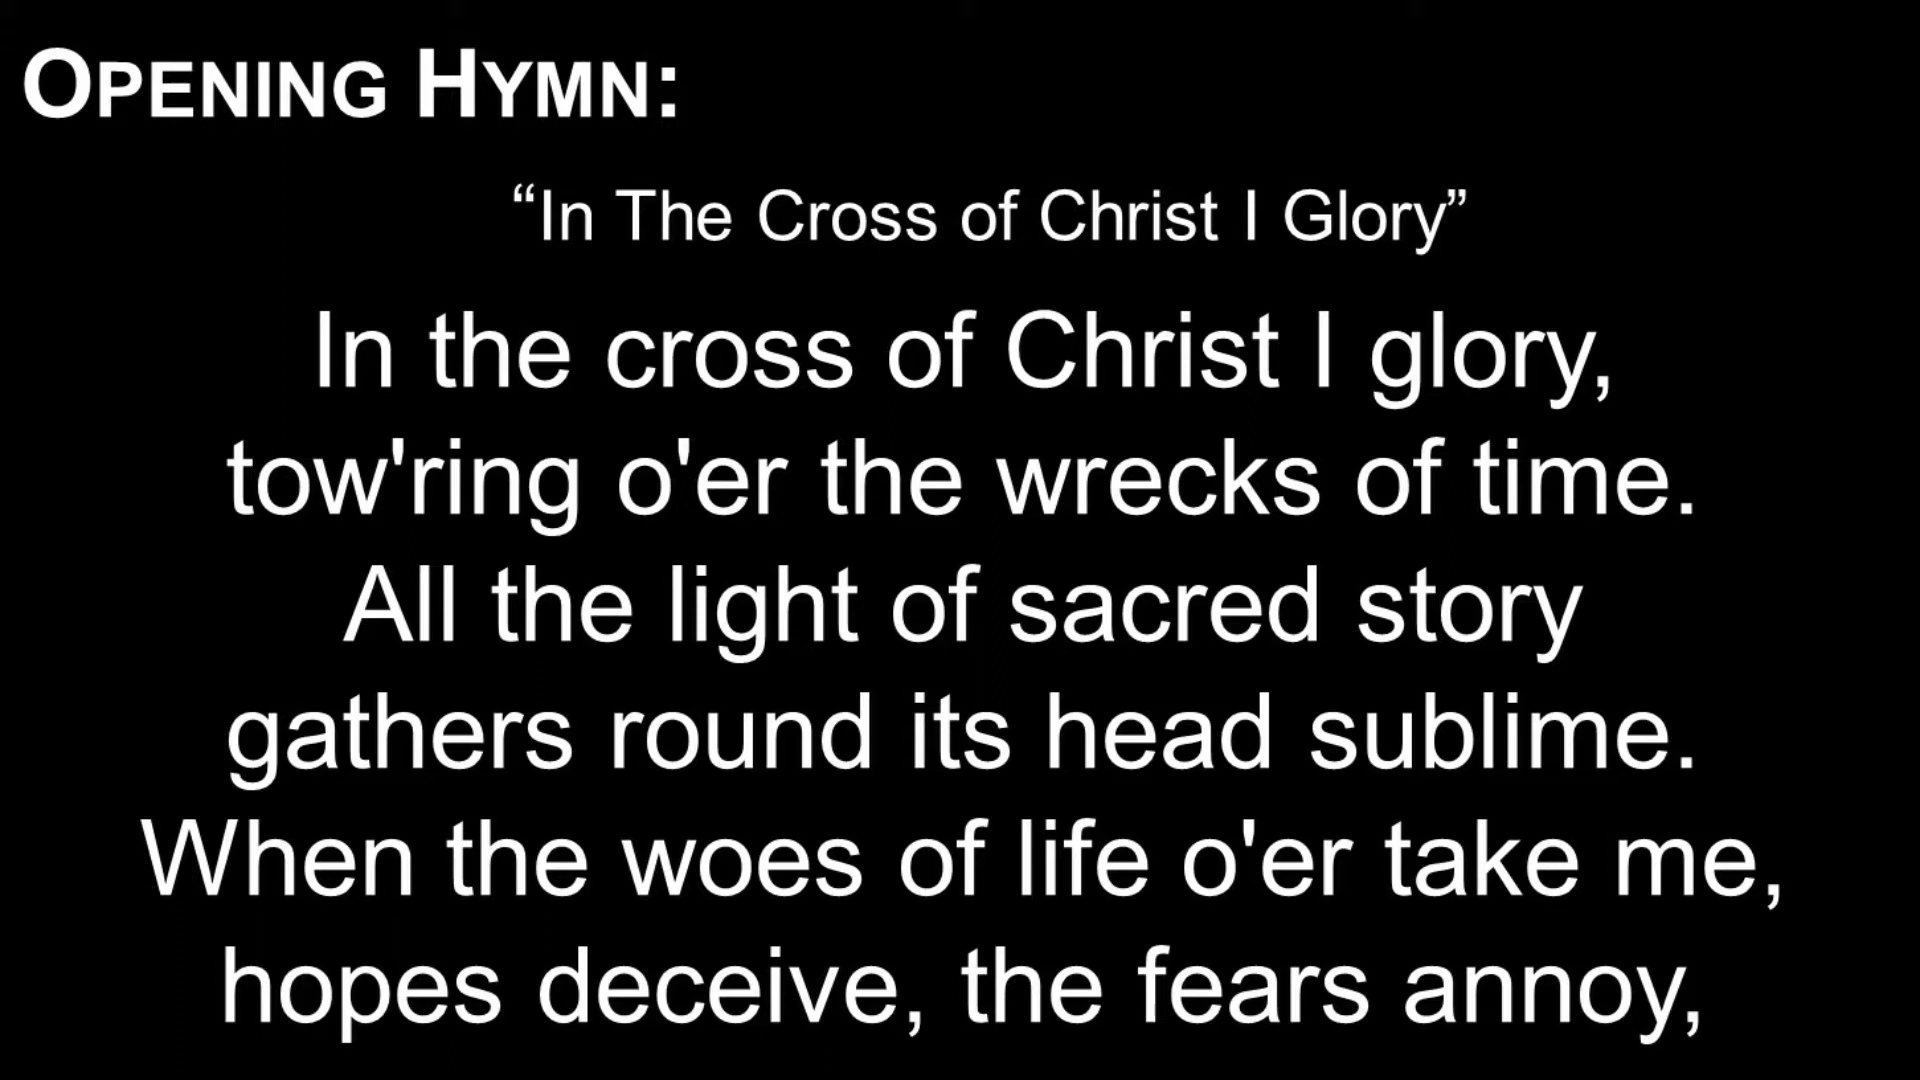 OPENING HYMN:
“In The Cross of Christ I Glory”
In the cross of Christ I glory,
tow'ring o'er the wrecks of time.
All the light of sacred story
gathers round its head sublime.
When the woes of life o'er take me,
hopes deceive, the fears annoy,